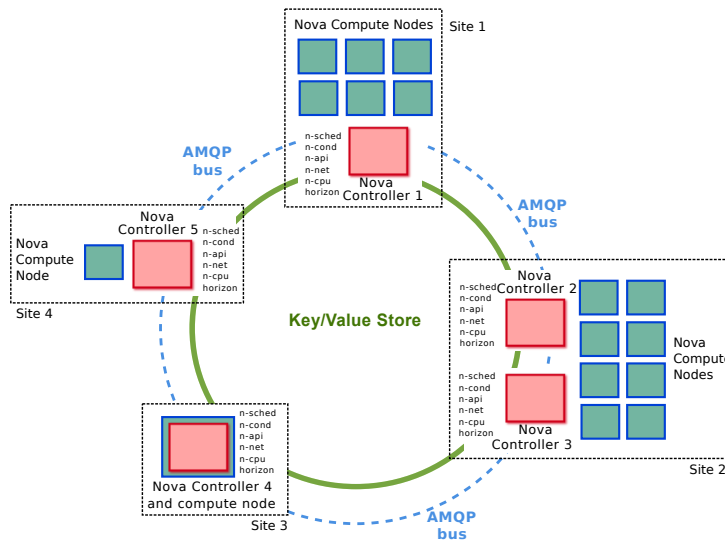 Nova Compute Nodes
Site 1
n-sched
n-cond
n-api
n-net
n-cpu
horizon
Nova
Controller 1
AMQP
bus
AMQP
bus
Nova
Controller 5
Nova
Compute
Node
n-sched
n-cond
n-api
n-net
n-cpu
horizon
Site 4
Key/Value Store
Nova
Controller 2
n-sched
n-cond
n-api
n-net
n-cpu
horizon
Nova
Compute
Nodes
n-sched
n-cond
n-api
n-net
n-cpu
horizon
Nova
Controller 3
Site 2
n-sched
n-cond
n-api
n-net
n-cpu
horizon
Nova Controller 4
and compute node
Site 3
AMQP
bus